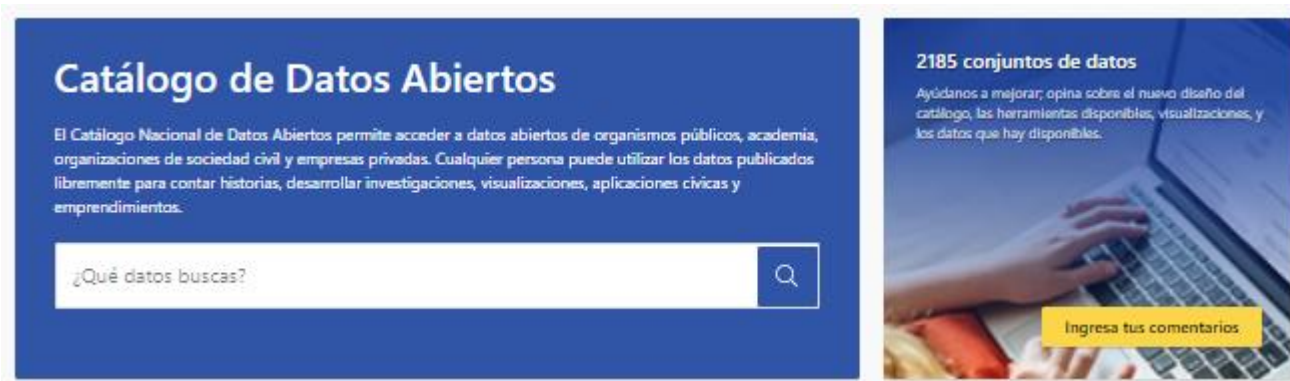 Catálogo de Datos Abiertos
El Catálogo Nacional de Datos Abiertos permite acceder a datos abiertos de organismos públicos, academia,
organizaciones de sociedad civil y empresas privadas. Cualquier persona puede utilizar los datos publicados
libremente para contar historias, desarrollar investigaciones, visualizaciones, aplicaciones cívicas y
emprendimientos.
¿Qué datos buscas?
2185 conjuntos de datos
Ayúdanos a mejorar; opina sobre el nuevo diseño del
catálogo, las herramientas disponibles, visualizaciones, y
los datos que hay disponibles.
Ingresa tus comentarios